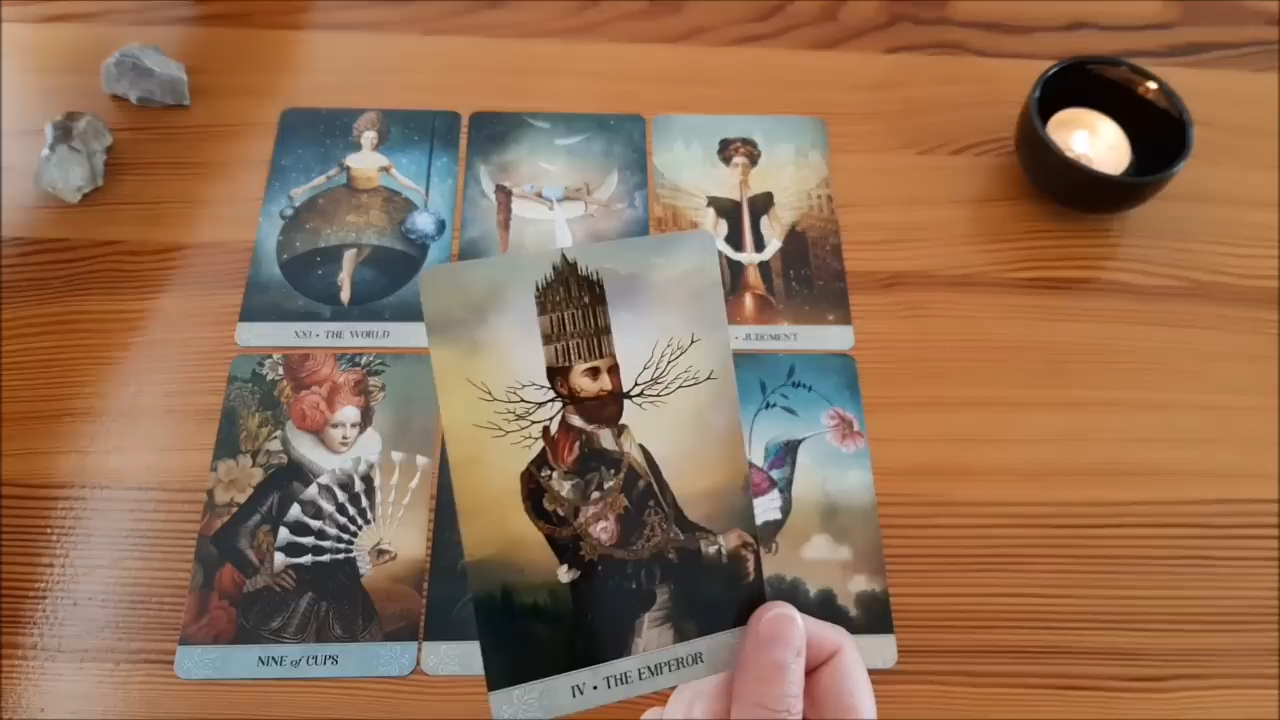 XXI • THE WORLD
• JUDGMENT
NINE of CUPS
IV • THE EMPEROR